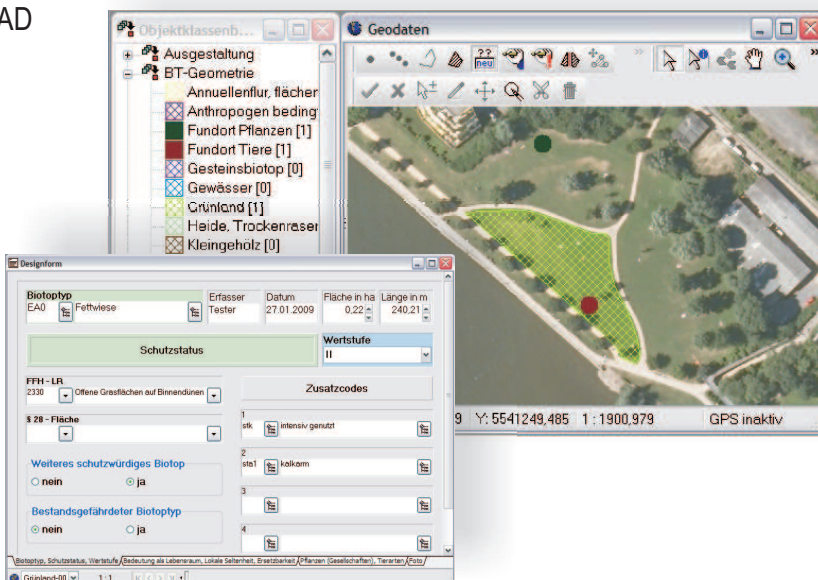 AD
Objektklassenb...
Ausgestaltung
BT-Geometrie
Annuellenflur, flächer
Anthropogen beding
Fundort Pflanzen [1]
Fundort Tiere [1]
Gesteinsbiotop [0]
Gewässer [0]
Grünland [1]
Heide, Trockenraser
Kleingehölz [0]
Geodaten
??
neu
»
»
9 Y: 5541249,485 1 : 1900,979 GPS inaktiv
Designform
Biotoptyp
EA0 Fettwiese
Erfasser
Tester
Datum
27.01.2009
Fläche in ha
0,22
Länge in m
240,21
Schutzstatus
Wertstufe
II
FFH - LR
2330 Offene Grasflächen auf Binnendünen
§ 28 - Fläche
Weiteres schutzwürdiges Biotop
nein ja
Bestandsgefährdeter Biotoptyp
nein ja
Zusatzcodes
1
stk intensiv genutzt
2
sta1 kalkarm
3
4
Biotoptyp, Schutzstatus, Wertstufe Bedeutung als Lebensraum, Lokale Seltenheit, Ersetzbarkeit Pflanzen (Gesellschaften), Tierarten Foto
Grünland-00 1:1